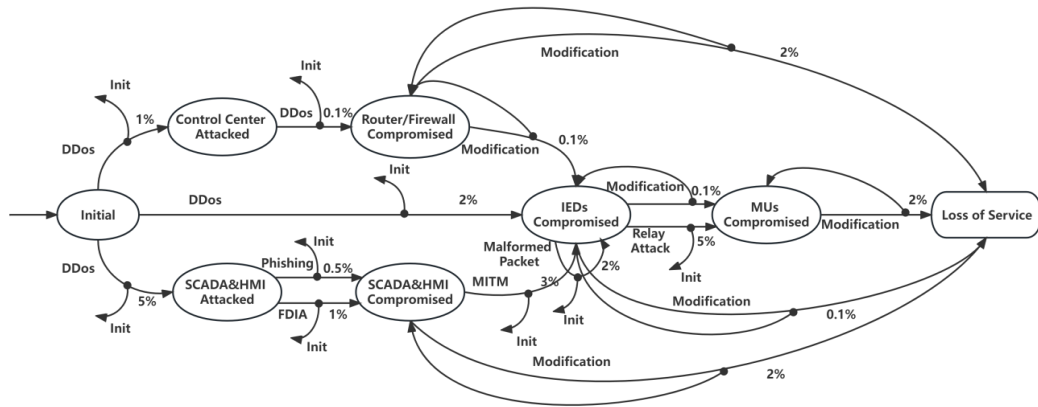 Modification
2%
Init
Init
1%
DDos
Control Center
Attacked
DDos
0.1%
Router/Firewall
Compromised
Modification
0.1%
Init
Initial
DDos
2%
IEDs
Compromised
Modification
0.1%
Relay
Attack
5%
Init
MUs
Compromised
2%
Modification
Loss of Service
DDos
5%
Init
SCADA&HMI
Attacked
Phishing
Init
0.5%
FDIA
1%
Init
SCADA&HMI
Compromised
MITM
3%
Init
Malformed
Packet
2%
Init
Modification
0.1%
Modification
2%